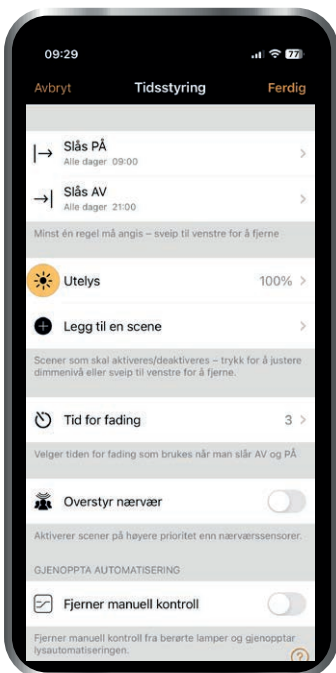 09:29
77
Avbryt Tidsstyring Ferdig
Slås PÅ
Alle dager 09:00
Slås AV
Alle dager 21:00
Minst én regel må angis – sveip til venstre for å fjerne
Utelys 100%
Legg til en scene
Scener som skal aktiveres/deaktiveres – trykk for å justere
dimmenivå eller sveip til venstre for å fjerne.
Tid for fading 3
Velger tiden for fading som brukes når man slår AV og PÅ
Overstyr nærvær
Aktiverer scener på høyere prioritet enn nærværssensorer.
GJENOPPTA AUTOMATISERING
Fjerner manuell kontroll
Fjerner manuell kontroll fra berørte lamper og gjenopptar
lysautomatiseringen.
?